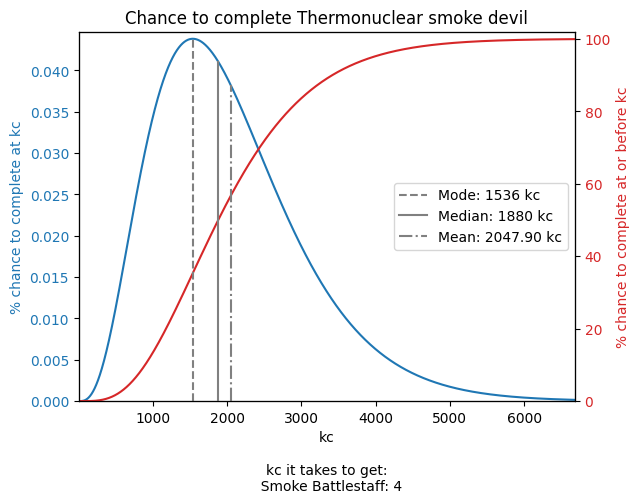 Chance to complete Thermonuclear smoke devil
% chance to complete at kc
0.040
0.035
0.030
0.025
0.020
0.015
0.010
0.005
0.000
100
80
60
40
20
0
% chance to complete at or before kc
Mode: 1536 kc
Median: 1880 kc
Mean: 2047.90 kc
1000 2000 3000 4000 5000 6000
kc
kc it takes to get:
Smoke Battlestaff: 4